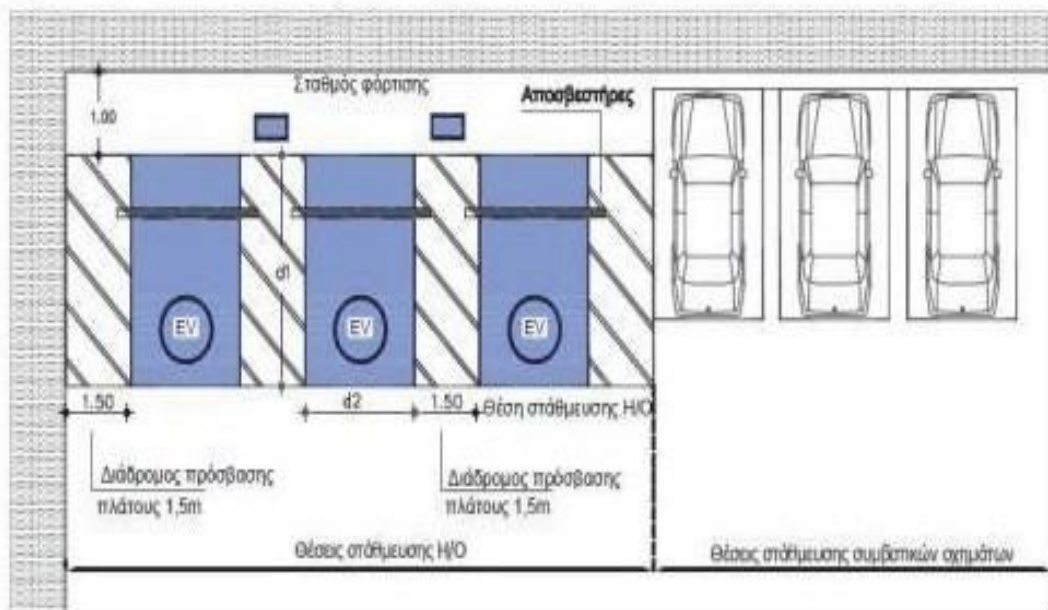 Σταθμός φόρτισης
Αποσβεστήρες
1.00
d1
EV
EV
EV
1.50
d2
1.50
Θέση στάθμευσης Η/Ο
Διάδρομος πρόσβασης
πλάτους 1,5m
Διάδρομος πρόσβασης
πλάτους 1,5m
Θέσεις στάθμευσης Η/Ο
Θέσεις στάθμευσης συμβατικών οχημάτων